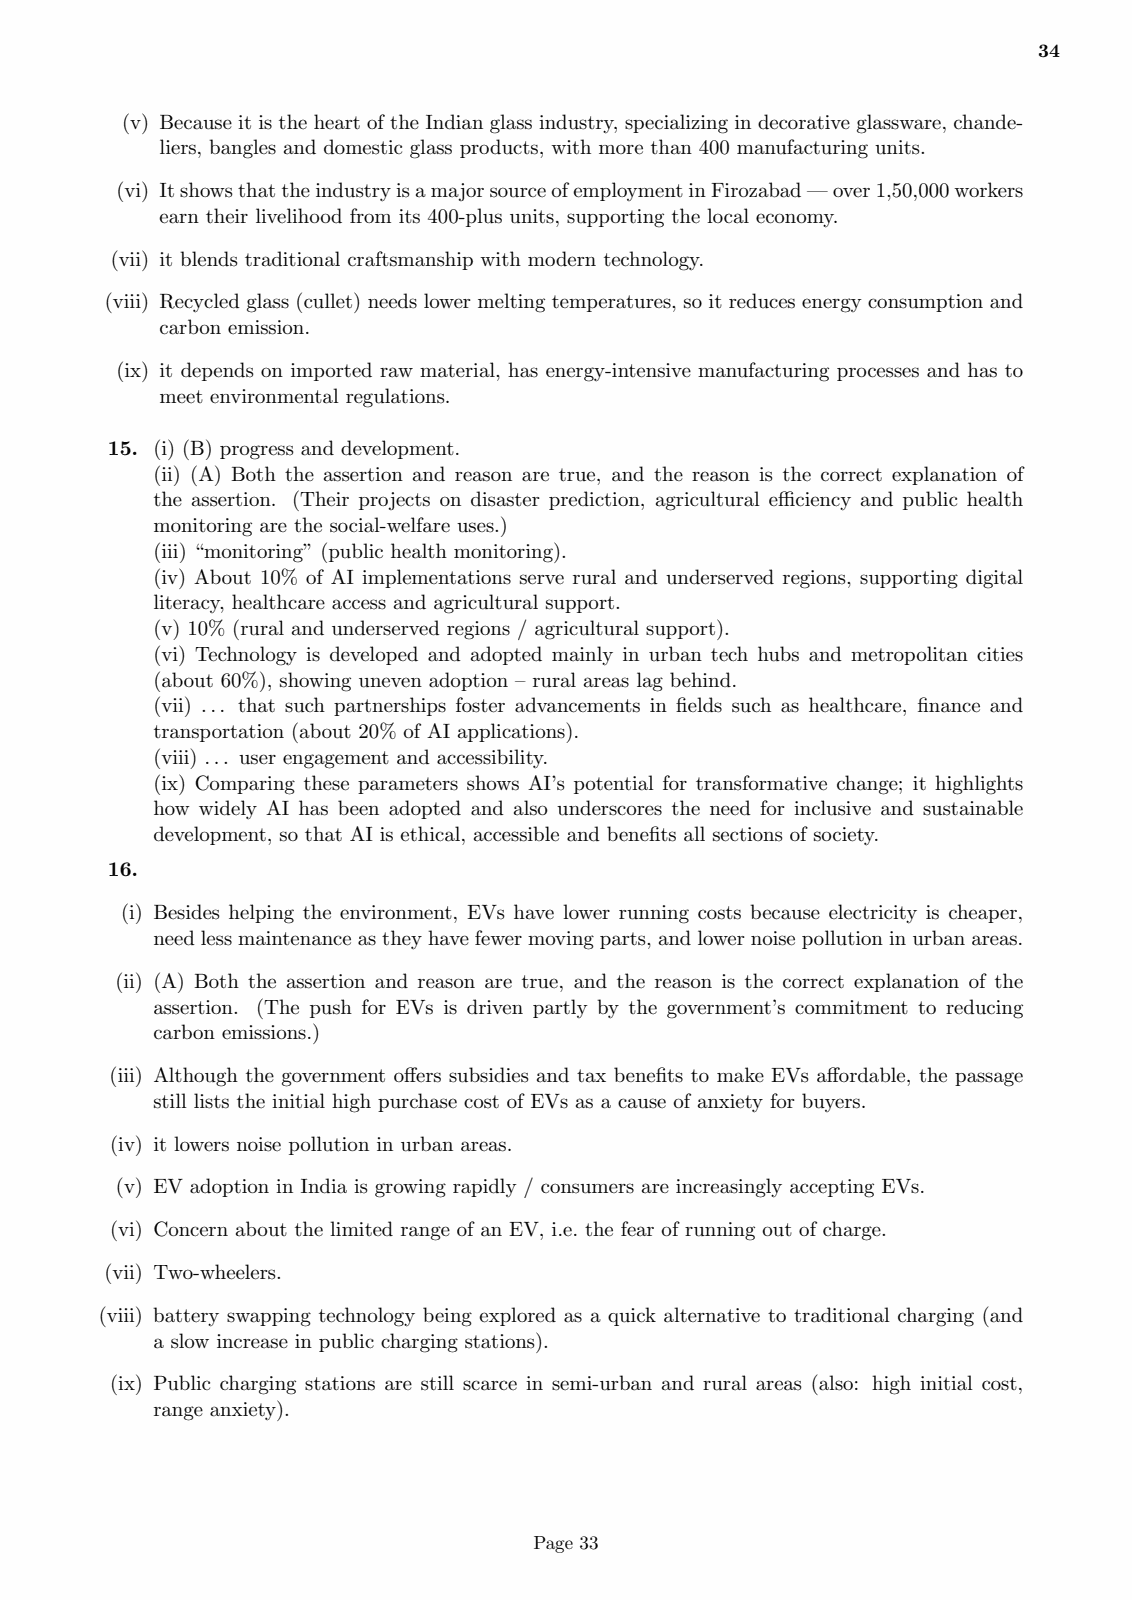 34
(v) Because it is the heart of the Indian glass industry, specializing in decorative glassware, chande-
liers, bangles and domestic glass products, with more than 400 manufacturing units.
(vi) It shows that the industry is a major source of employment in Firozabad — over 1,50,000 workers
earn their livelihood from its 400-plus units, supporting the local economy.
(vii) it blends traditional craftsmanship with modern technology.
(viii) Recycled glass (cullet) needs lower melting temperatures, so it reduces energy consumption and
carbon emission.
(ix) it depends on imported raw material, has energy-intensive manufacturing processes and has to
meet environmental regulations.
15. (i) (B) progress and development.
(ii) (A) Both the assertion and reason are true, and the reason is the correct explanation of
the assertion. (Their projects on disaster prediction, agricultural efficiency and public health
monitoring are the social-welfare uses.)
(iii) “monitoring” (public health monitoring).
(iv) About 10% of AI implementations serve rural and underserved regions, supporting digital
literacy, healthcare access and agricultural support.
(v) 10% (rural and underserved regions / agricultural support).
(vi) Technology is developed and adopted mainly in urban tech hubs and metropolitan cities
(about 60%), showing uneven adoption – rural areas lag behind.
(vii) ... that such partnerships foster advancements in fields such as healthcare, finance and
transportation (about 20% of AI applications).
(viii) ... user engagement and accessibility.
(ix) Comparing these parameters shows AI’s potential for transformative change; it highlights
how widely AI has been adopted and also underscores the need for inclusive and sustainable
development, so that AI is ethical, accessible and benefits all sections of society.
16.
(i) Besides helping the environment, EVs have lower running costs because electricity is cheaper,
need less maintenance as they have fewer moving parts, and lower noise pollution in urban areas.
(ii) (A) Both the assertion and reason are true, and the reason is the correct explanation of the
assertion. (The push for EVs is driven partly by the government’s commitment to reducing
carbon emissions.)
(iii) Although the government offers subsidies and tax benefits to make EVs affordable, the passage
still lists the initial high purchase cost of EVs as a cause of anxiety for buyers.
(iv) it lowers noise pollution in urban areas.
(v) EV adoption in India is growing rapidly / consumers are increasingly accepting EVs.
(vi) Concern about the limited range of an EV, i.e. the fear of running out of charge.
(vii) Two-wheelers.
(viii) battery swapping technology being explored as a quick alternative to traditional charging (and
a slow increase in public charging stations).
(ix) Public charging stations are still scarce in semi-urban and rural areas (also: high initial cost,
range anxiety).
Page 33